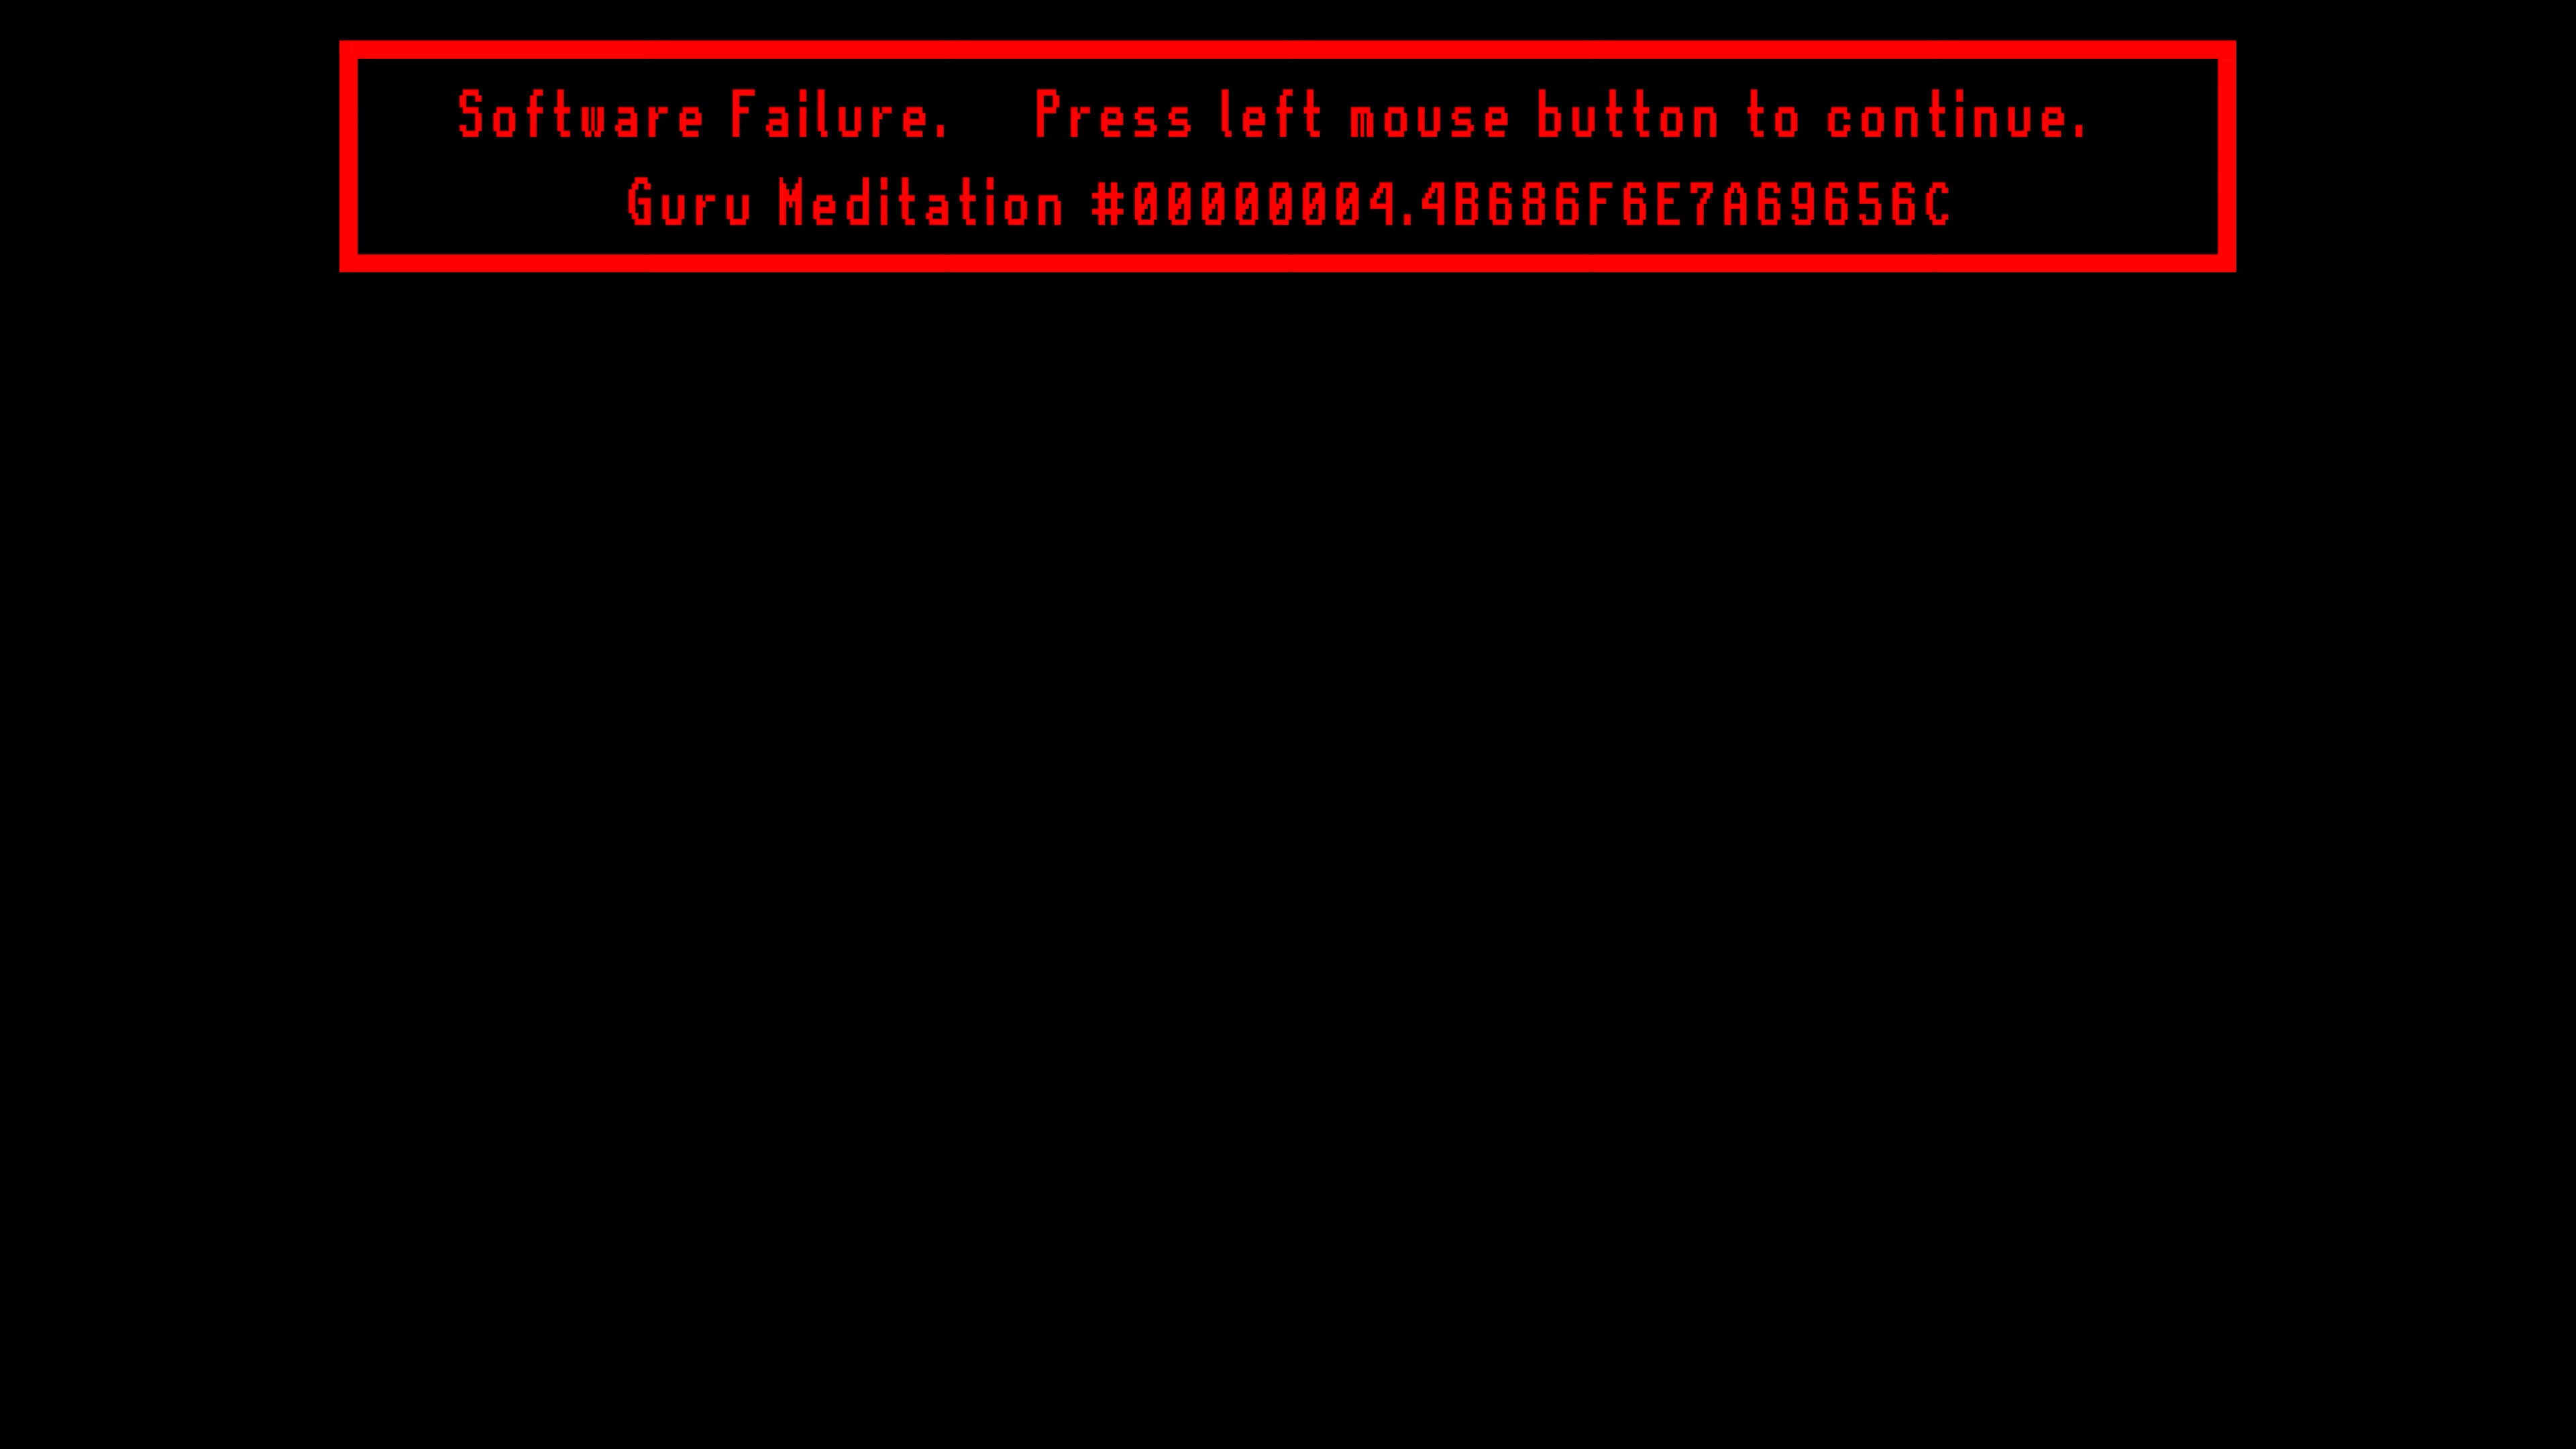 Software Failure.   Press left mouse button to continue.
Guru Meditation #00000004.4B686F6E7A69656C